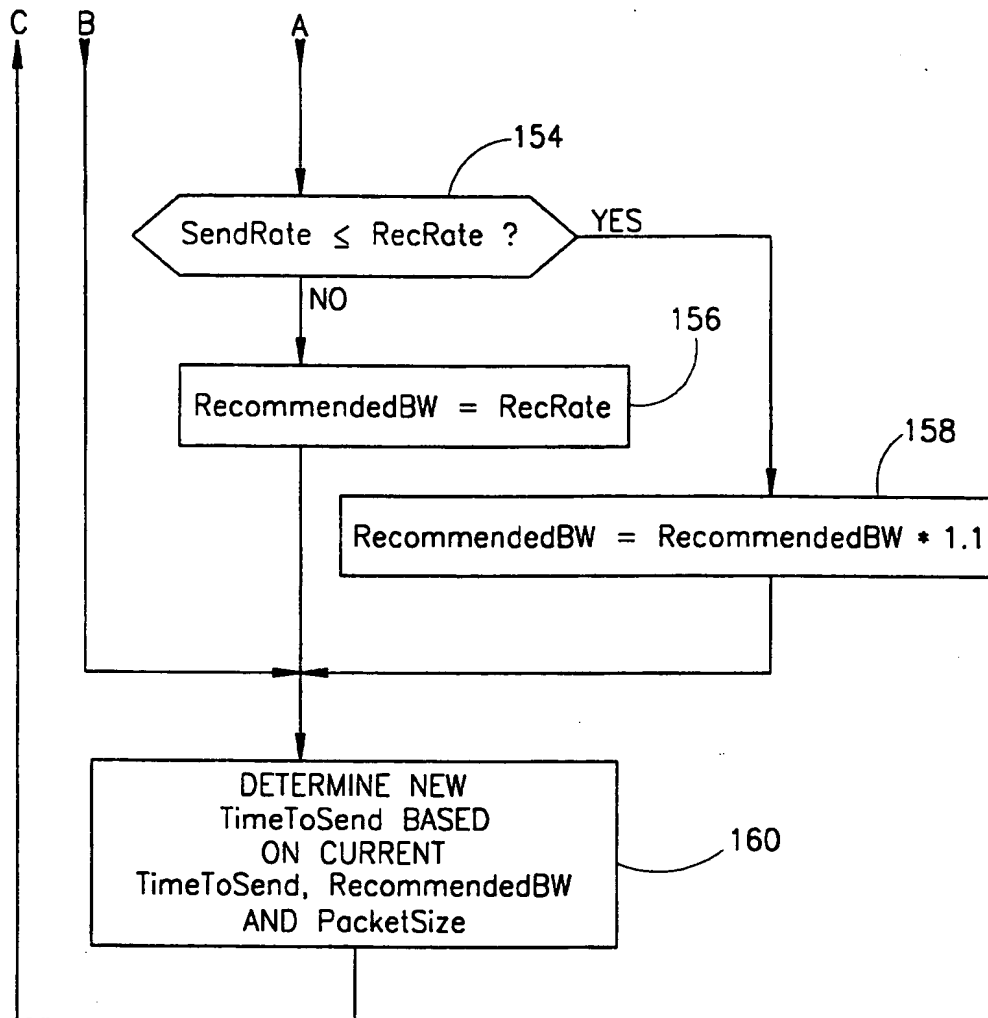 C B A
154
SendRate ≤ RecRate ?
YES
NO
156
RecommendedBW = RecRate
158
RecommendedBW = RecommendedBW * 1.1
DETERMINE NEW
TimeToSend BASED
ON CURRENT
TimeToSend, RecommendedBW
AND PacketSize
160